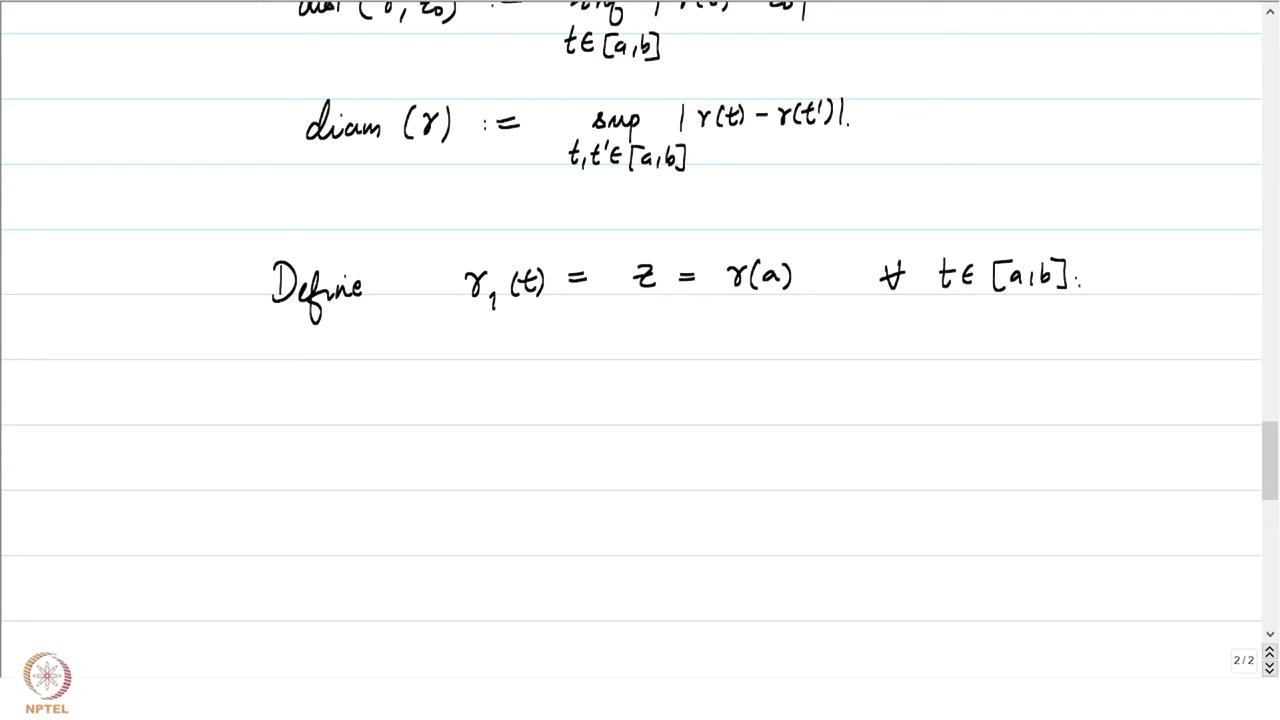 t∈[a,b]
diam (γ) := sup | γ(t) - γ(t')|.
t,t'∈[a,b]
Define γ₁(t) = z = γ(a) ∀ t∈[a,b].
2/2
NPTEL